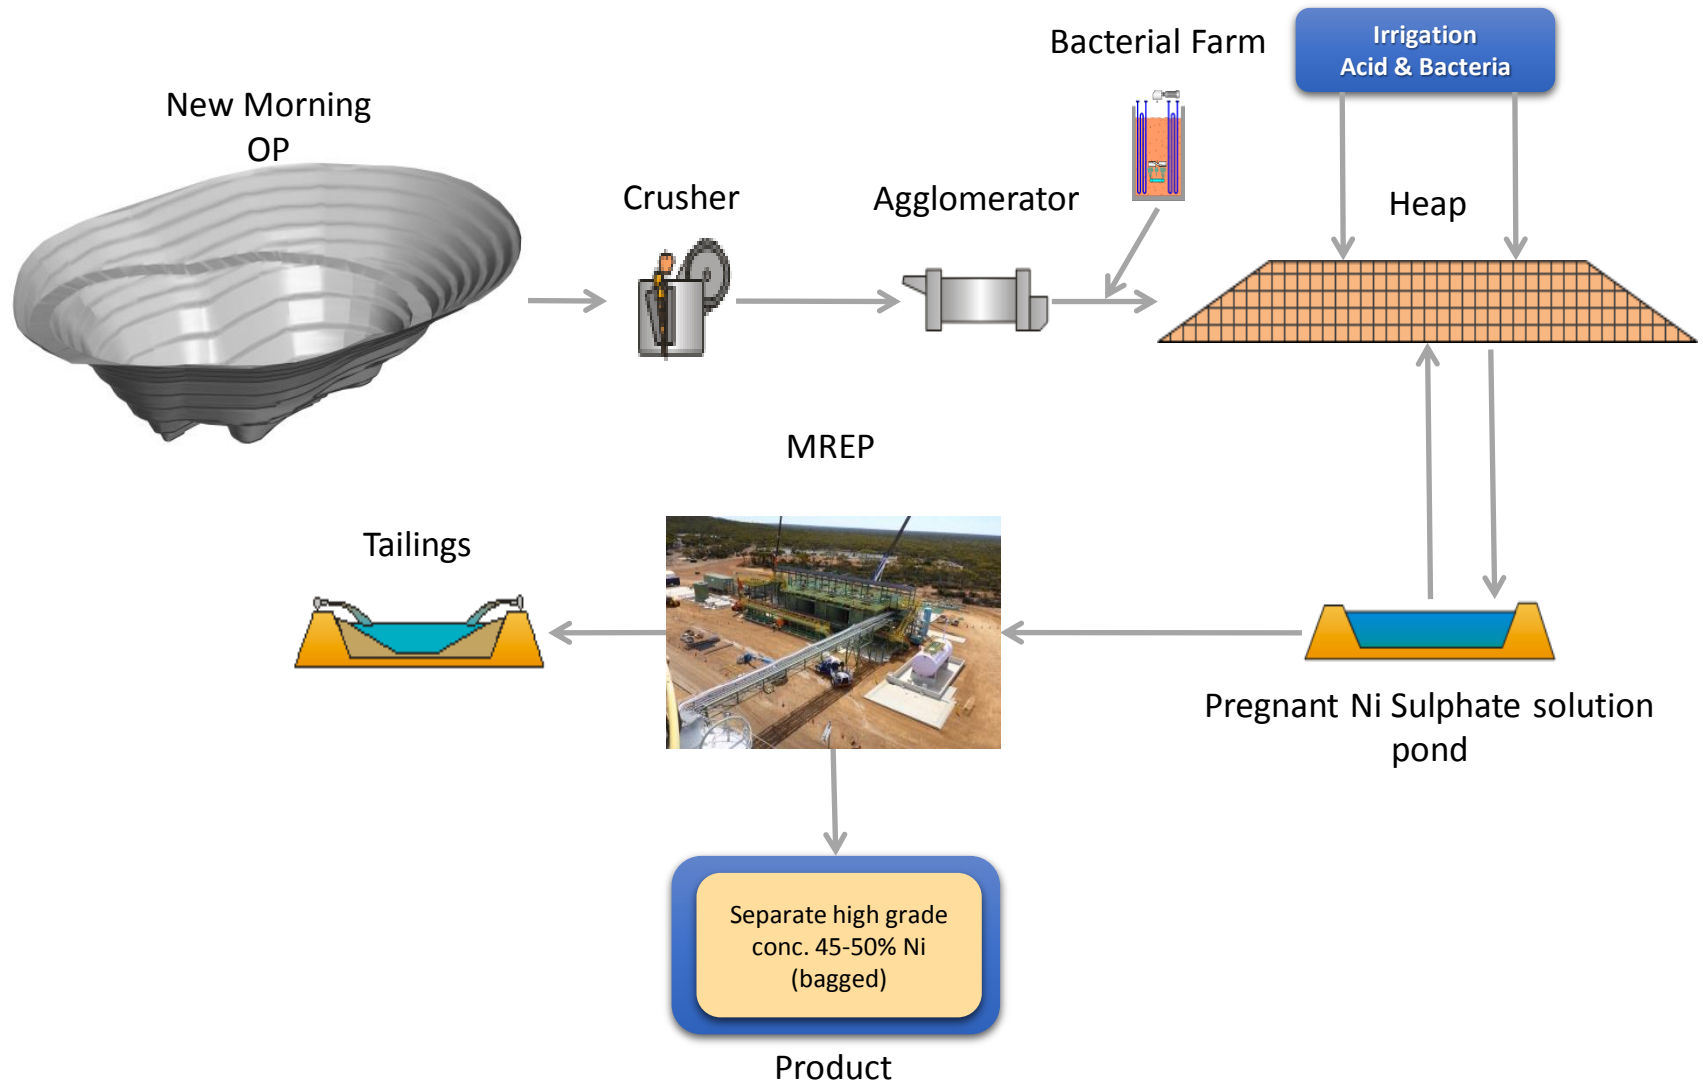 Bacterial Farm
Irrigation
Acid & Bacteria
New Morning
OP
Crusher
Agglomerator
Heap
MREP
Tailings
Pregnant Ni Sulphate solution
pond
Separate high grade
conc. 45-50% Ni
(bagged)
Product